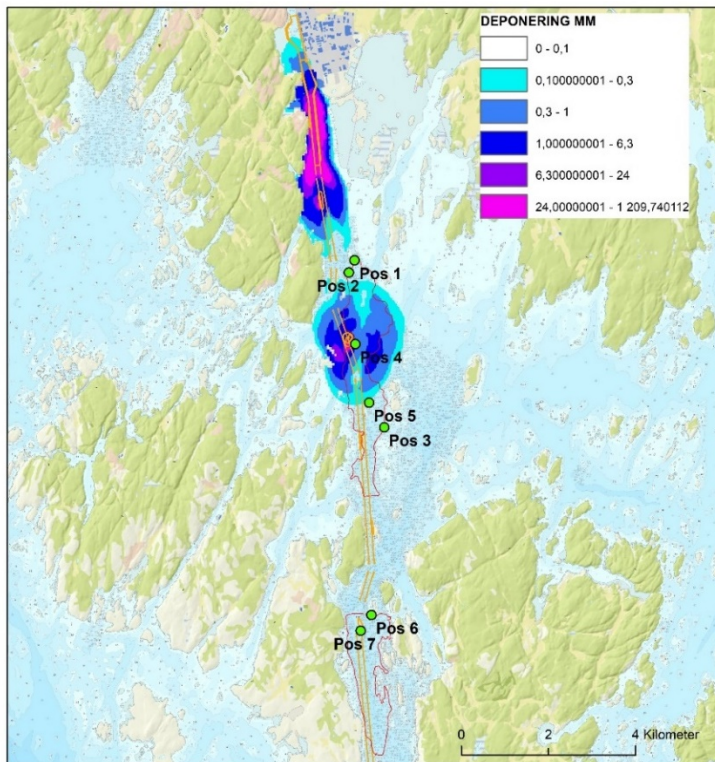 DEPONERING MM
0 - 0,1
0,100000001 - 0,3
0,3 - 1
1,000000001 - 6,3
6,300000001 - 24
24,00000001 - 1 209,740112
Pos 1
Pos 2
Pos 4
Pos 5
Pos 3
Pos 6
Pos 7
0 2 4 Kilometer